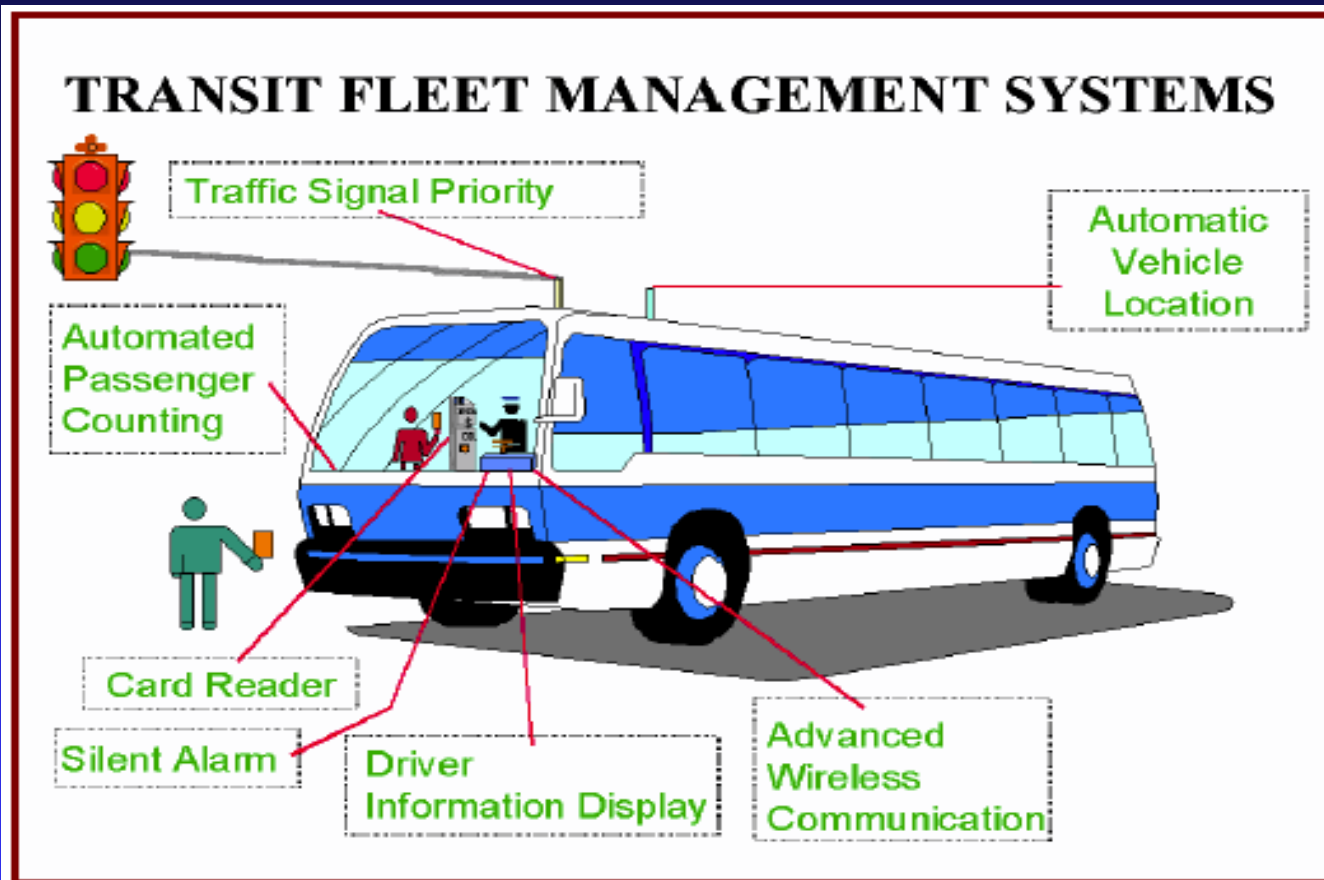 TRANSIT FLEET MANAGEMENT SYSTEMS
Traffic Signal Priority
Automatic
Vehicle
Location
Automated
Passenger
Counting
Card Reader
Silent Alarm
Driver
Information Display
Advanced
Wireless
Communication